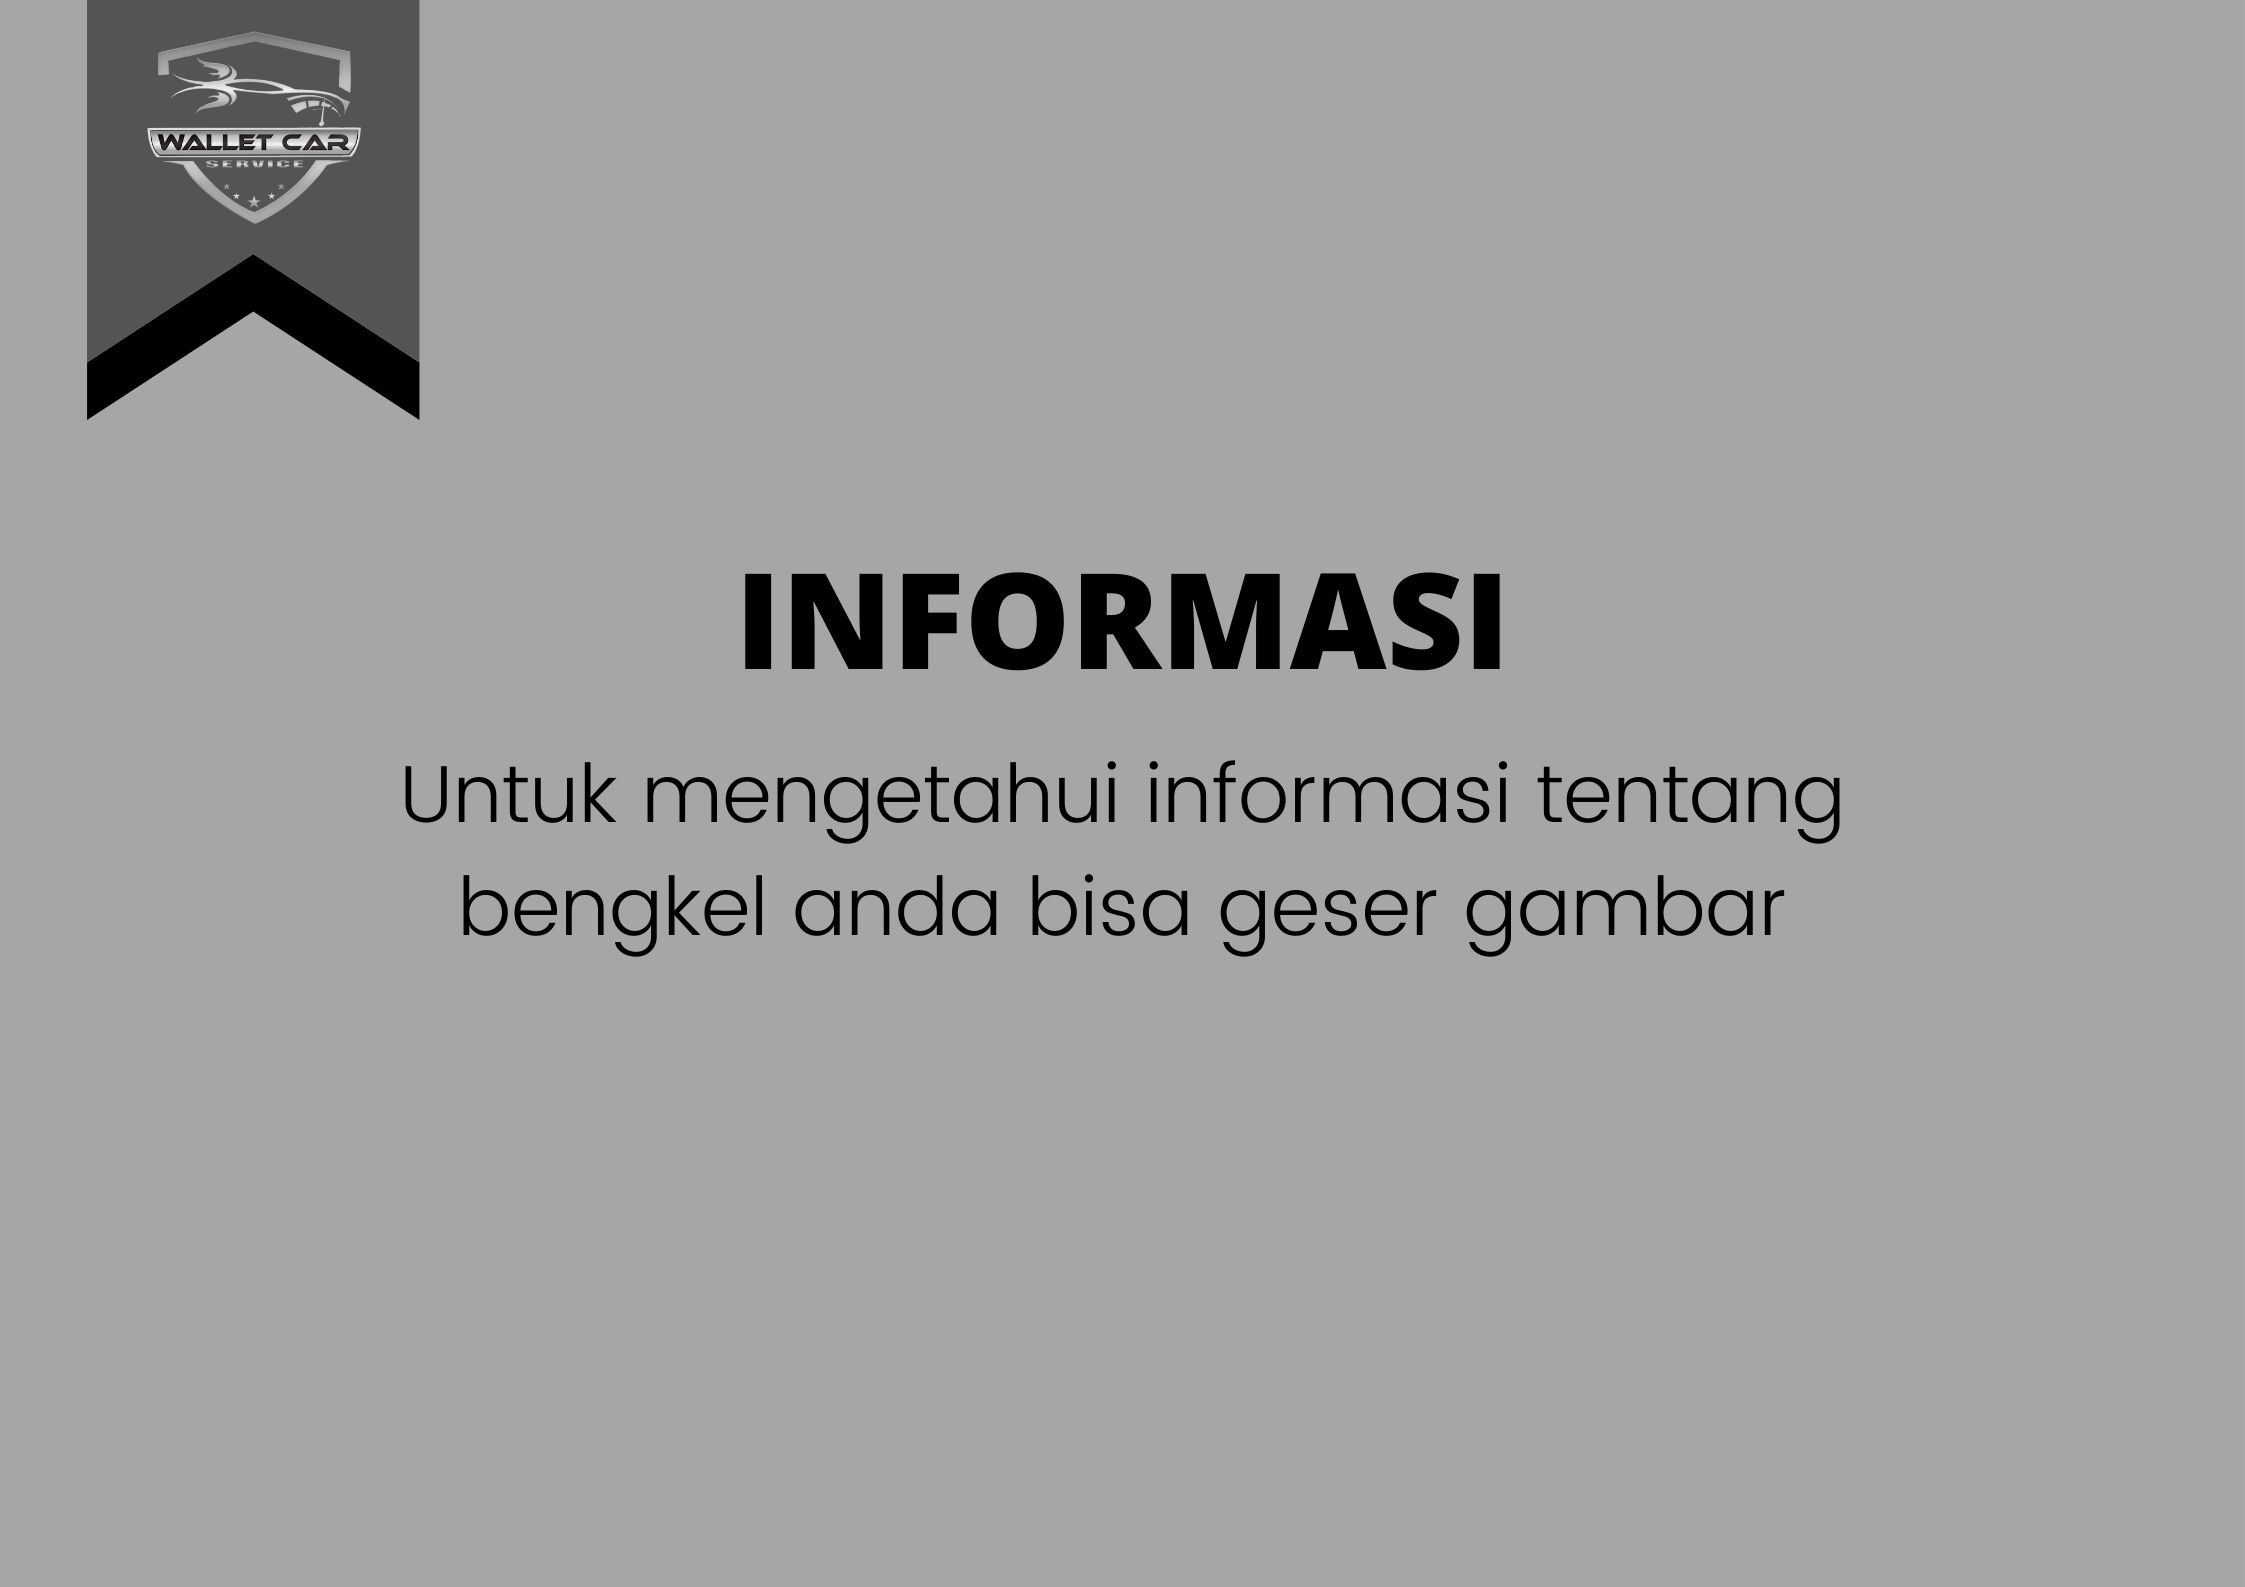 WALLET CAR
SERVICE
INFORMASI
Untuk mengetahui informasi tentang
bengkel anda bisa geser gambar